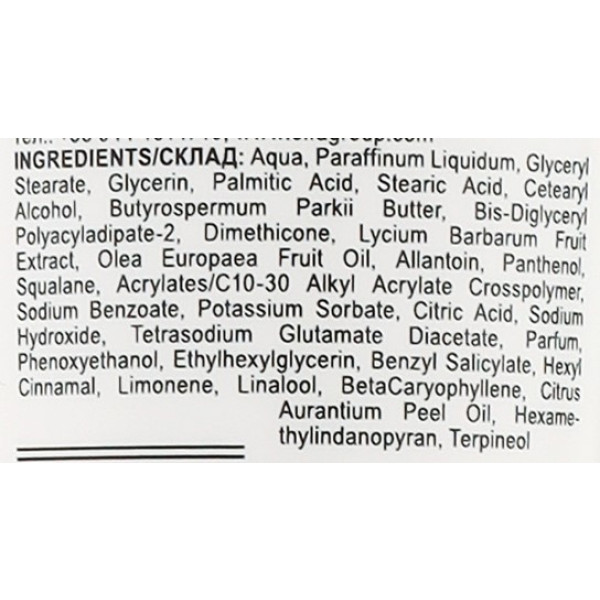 INGREDIENTS/СКЛАД: Aqua, Paraffinum Liquidum, Glyceryl
Stearate, Glycerin, Palmitic Acid, Stearic Acid, Cetearyl
Alcohol, Butyrospermum Parkii Butter, Bis-Diglyceryl
Polyacyladipate-2, Dimethicone, Lycium Barbarum Fruit
Extract, Olea Europaea Fruit Oil, Allantoin, Panthenol,
Squalane, Acrylates/C10-30 Alkyl Acrylate Crosspolymer,
Sodium Benzoate, Potassium Sorbate, Citric Acid, Sodium
Hydroxide, Tetrasodium Glutamate Diacetate, Parfum,
Phenoxyethanol, Ethylhexylglycerin, Benzyl Salicylate, Hexyl
Cinnamal, Limonene, Linalool, BetaCaryophyllene, Citrus
Aurantium Peel Oil, Hexame-
thylindanopyran, Terpineol